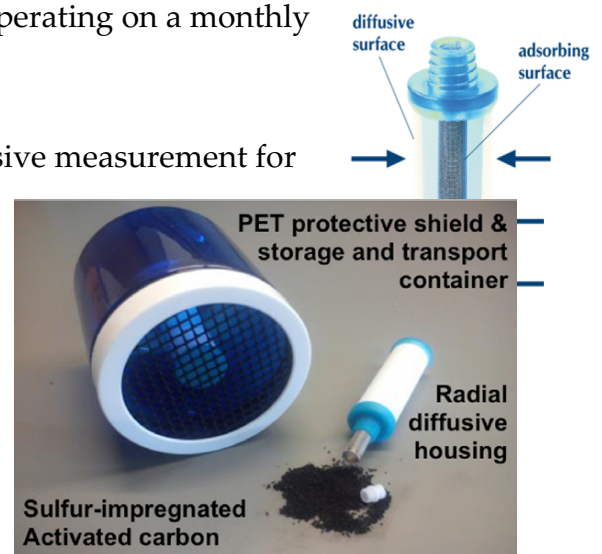 perating on a monthly
sive measurement for
diffusive
surface
adsorbing
surface
PET protective shield &
storage and transport
container
Radial
diffusive
housing
Sulfur-impregnated
Activated carbon